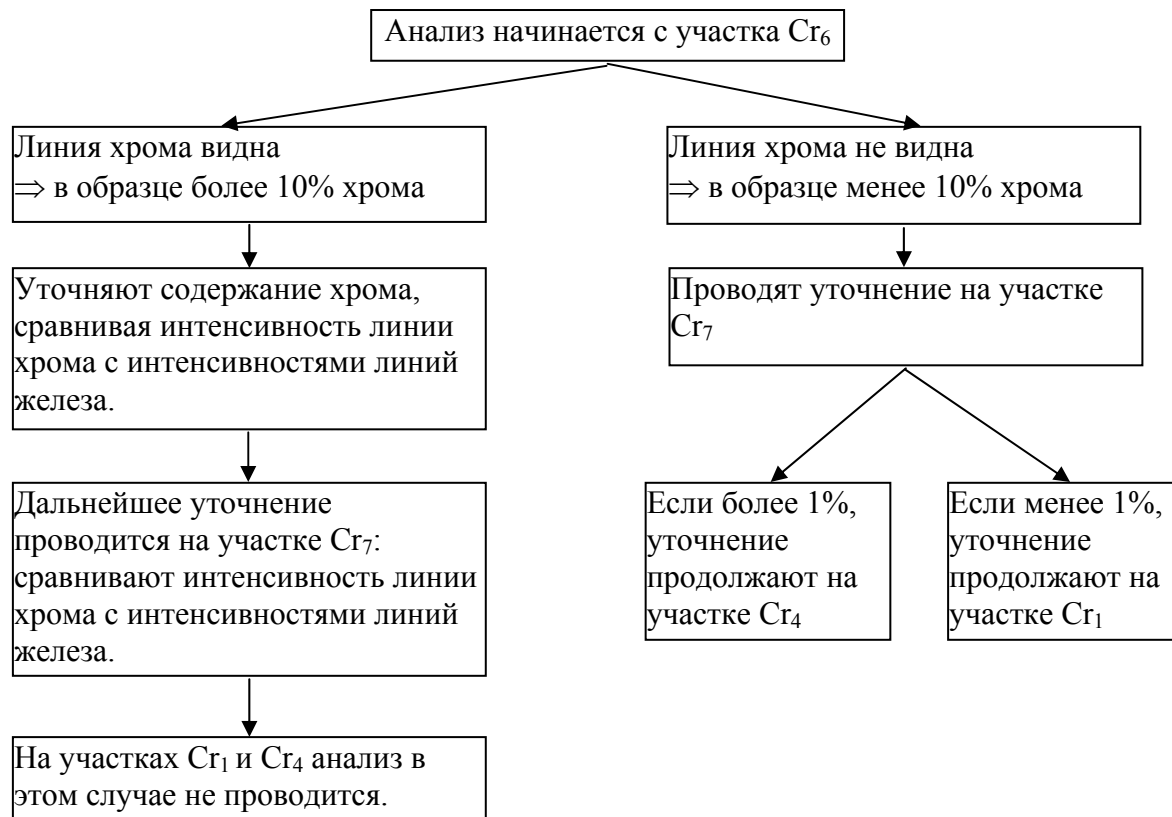 Анализ начинается с участка Cr₆
Линия хрома видна
⇒ в образце более 10% хрома
Линия хрома не видна
⇒ в образце менее 10% хрома
Уточняют содержание хрома,
сравнивая интенсивность линии
хрома с интенсивностями линий
железа.
Проводят уточнение на участке
Cr₇
Дальнейшее уточнение
проводится на участке Cr₇:
сравнивают интенсивность линии
хрома с интенсивностями линий
железа.
Если более 1%,
уточнение
продолжают на
участке Cr₄
Если менее 1%,
уточнение
продолжают на
участке Cr₁
На участках Cr₁ и Cr₄ анализ в
этом случае не проводится.